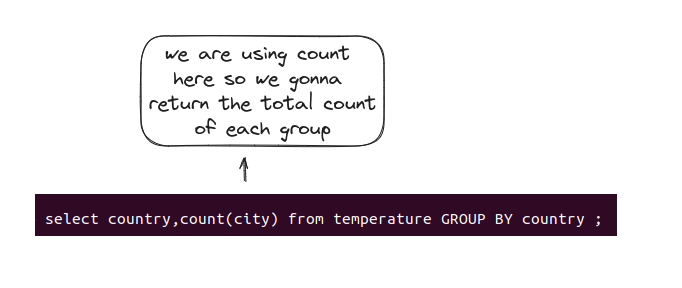 we are using count
here so we gonna
return the total count
of each group
select country,count(city) from temperature GROUP BY country ;